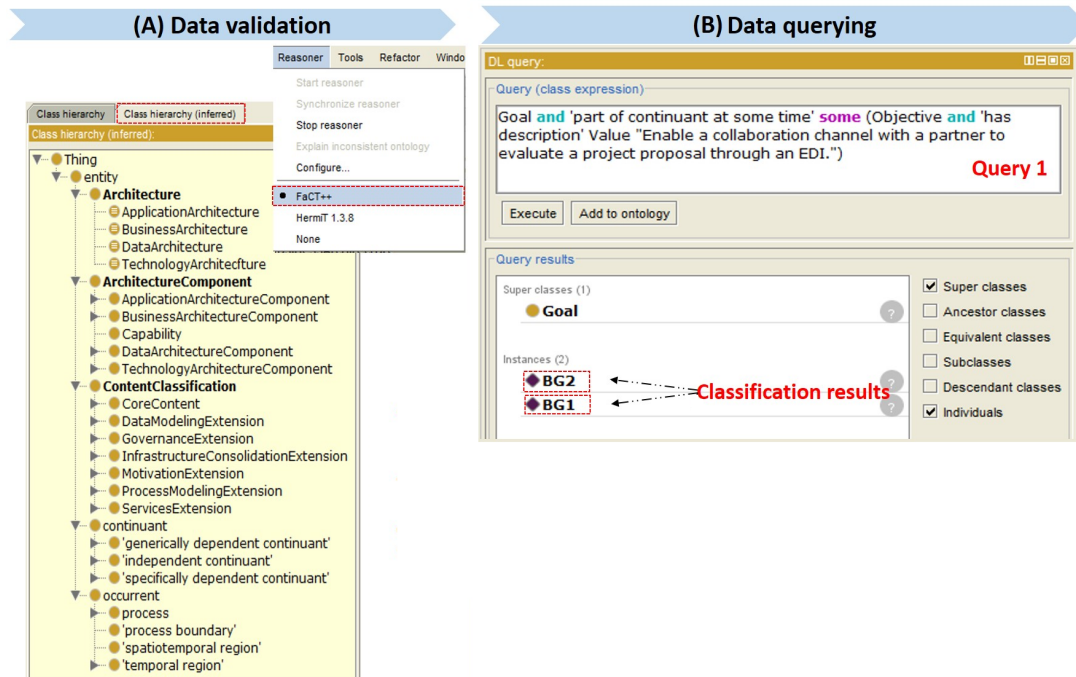 (A) Data validation
Reasoner Tools Refactor Windo
Start reasoner
Synchronize reasoner
Stop reasoner
Explain inconsistent ontology
Configure...
FaCT++
HermiT 1.3.8
None
Class hierarchy Class hierarchy (inferred)
Class hierarchy (inferred):
Thing
entity
Architecture
ApplicationArchitecture
BusinessArchitecture
DataArchitecture
TechnologyArchitecfture
ArchitectureComponent
ApplicationArchitectureComponent
BusinessArchitectureComponent
Capability
DataArchitectureComponent
TechnologyArchitectureComponent
ContentClassification
CoreContent
DataModelingExtension
GovernanceExtension
InfrastructureConsolidationExtension
MotivationExtension
ProcessModelingExtension
ServicesExtension
continuant
'generically dependent continuant'
'independent continuant'
'specifically dependent continuant'
occurrent
process
'process boundary'
'spatiotemporal region'
'temporal region'
(B) Data querying
DL query:
Query (class expression)
Goal and 'part of continuant at some time' some (Objective and 'has
description' Value "Enable a collaboration channel with a partner to
evaluate a project proposal through an EDI.")
Query 1
Execute Add to ontology
Query results
Super classes (1)
Goal
?
Instances (2)
BG2
?
BG1
?
Classification results
Super classes
Ancestor classes
Equivalent classes
Subclasses
Descendant classes
Individuals